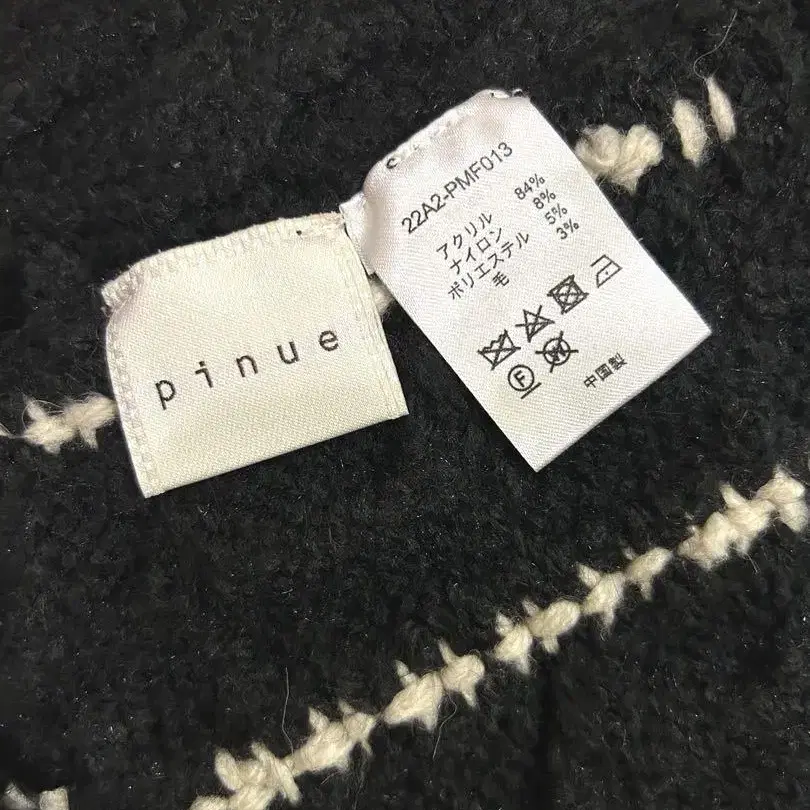 pinue
22A2-PMF013
アクリル 84%
ナイロン 8%
ポリエステル 5%
毛 3%
F W
中国製